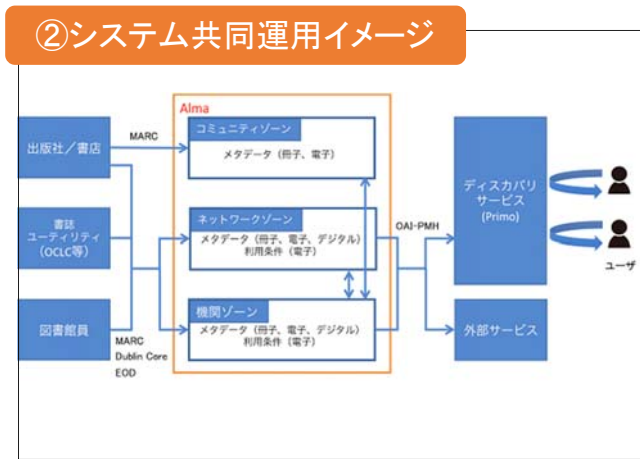 ②システム共同運用イメージ
Alma
出版社／書店
MARC
コミュニティゾーン
メタデータ（冊子、電子）
書誌
ユーティリティ
（OCLC等）
ネットワークゾーン
メタデータ（冊子、電子、デジタル）
利用条件（電子）
図書館員
MARC
Dublin Core
EOD
機関ゾーン
メタデータ（冊子、電子、デジタル）
利用条件（電子）
OAI-PMH
ディスカバリ
サービス
(Primo)
ユーザ
外部サービス